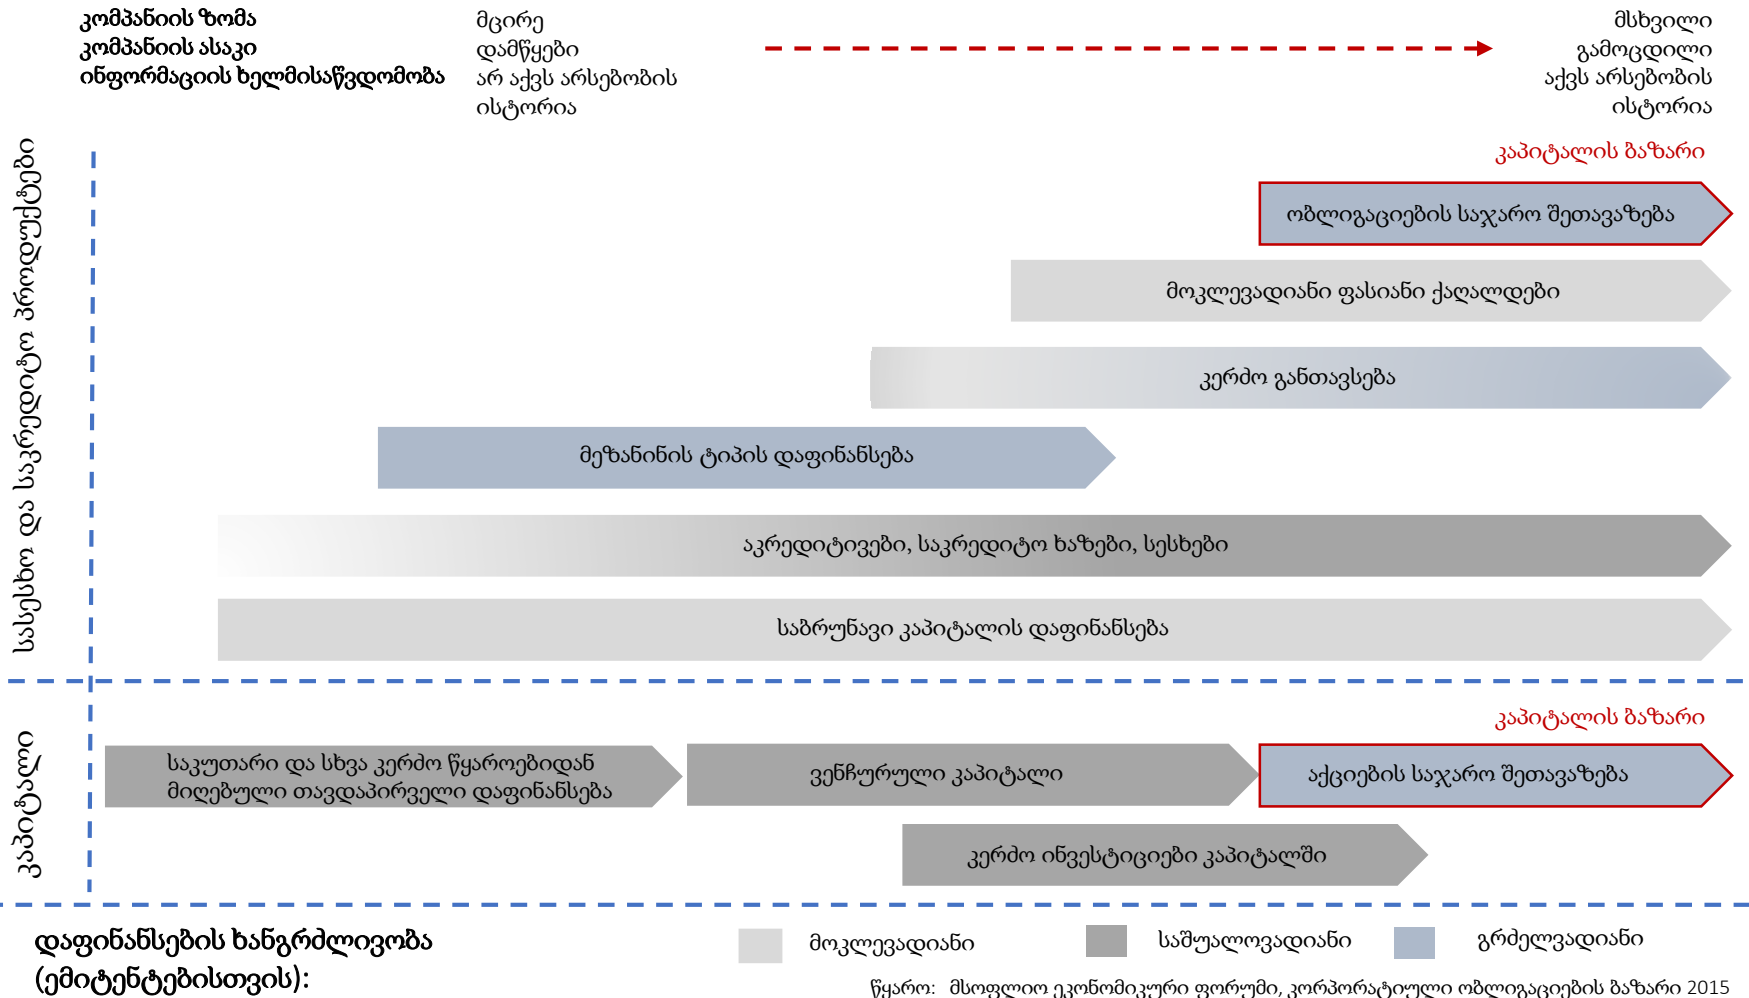 კომპანიის ზომა
კომპანიის ასაკი
ინფორმაციის ხელმისაწვდომობა
მცირე
დამწყები
არ აქვს არსებობის
ისტორია
მსხვილი
გამოცდილი
აქვს არსებობის
ისტორია
სასესხო და საკრედიტო პროდუქტები
კაპიტალის ბაზარი
ობლიგაციების საჯარო შეთავაზება
მოკლევადიანი ფასიანი ქაღალდები
კერძო განთავსება
მეზანინის ტიპის დაფინანსება
აკრედიტივები, საკრედიტო ხაზები, სესხები
საბრუნავი კაპიტალის დაფინანსება
კაპიტალი
კაპიტალის ბაზარი
საკუთარი და სხვა კერძო წყაროებიდან
მიღებული თავდაპირველი დაფინანსება
ვენჩურული კაპიტალი
აქციების საჯარო შეთავაზება
კერძო ინვესტიციები კაპიტალში
დაფინანსების ხანგრძლივობა
(ემიტენტებისთვის):
მოკლევადიანი
საშუალოვადიანი
გრძელვადიანი
წყარო: მსოფლიო ეკონომიკური ფორუმი, კორპორატიული ობლიგაციების ბაზარი 2015